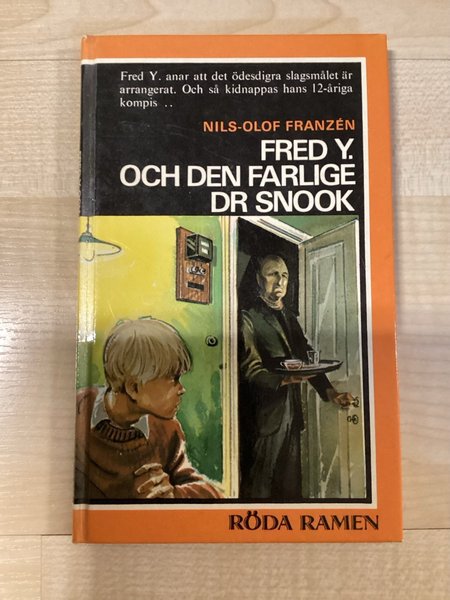 Fred Y. anar att det ödesdigra slagsmålet är
arrangerat. Och så kidnappas hans 12-åriga
kompis ..
NILS-OLOF FRANZÉN
FRED Y.
OCH DEN FARLIGE
DR SNOOK
RÖDA RAMEN